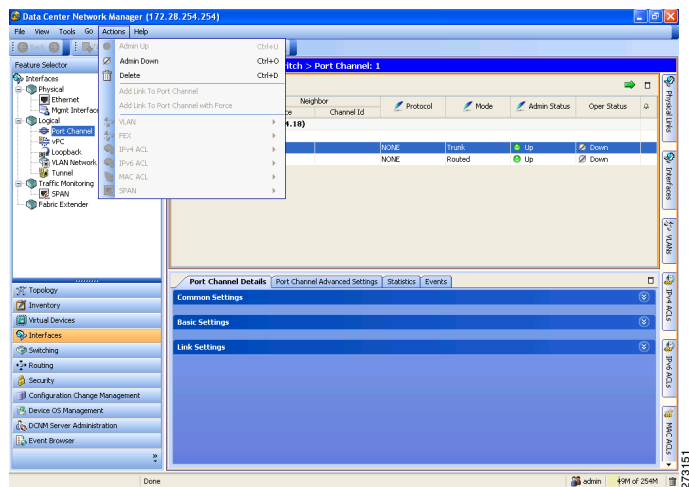 Data Center Network Manager (172.28.254.254)
File View Tools Go Actions Help
Back
Feature Selector
Interfaces
Physical
Ethernet
Mgmt Interface
Logical
Port Channel
vPC
Loopback
VLAN Network
Tunnel
Traffic Monitoring
SPAN
Fabric Extender
Admin Up Ctrl+U
Admin Down Ctrl+O
Delete Ctrl+D
Add Link To Port Channel
Add Link To Port Channel with Force
VLAN
FEX
IPv4 ACL
IPv6 ACL
MAC ACL
SPAN
itch > Port Channel: 1
Neighbor
ce Channel Id Protocol Mode Admin Status Oper Status
4.18)
NONE Trunk Up Down
NONE Routed Up Down
Physical Links
Interfaces
VLANs
IPv4 ACLs
IPv6 ACLs
MAC ACLs
Port Channel Details Port Channel Advanced Settings Statistics Events
Common Settings
Basic Settings
Link Settings
Topology
Inventory
Virtual Devices
Interfaces
Switching
Routing
Security
Configuration Change Management
Device OS Management
DCNM Server Administration
Event Browser
Done admin 49M of 254M
273151